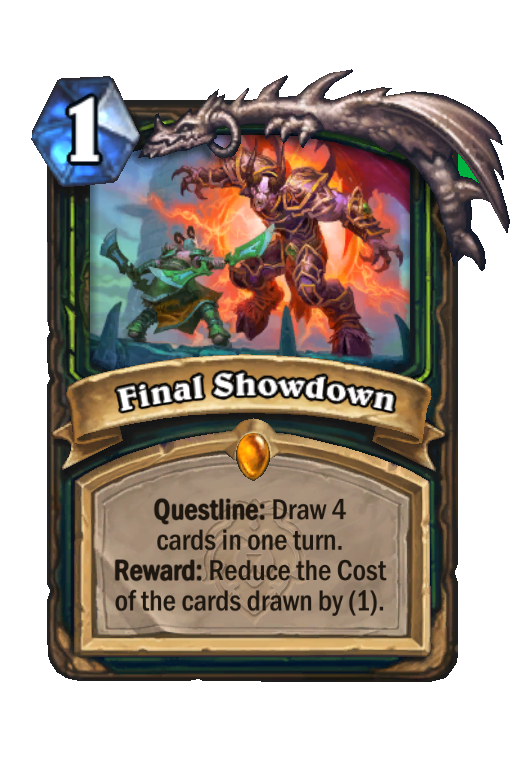 1
Final Showdown
Questline: Draw 4
cards in one turn.
Reward: Reduce the Cost
of the cards drawn by (1).